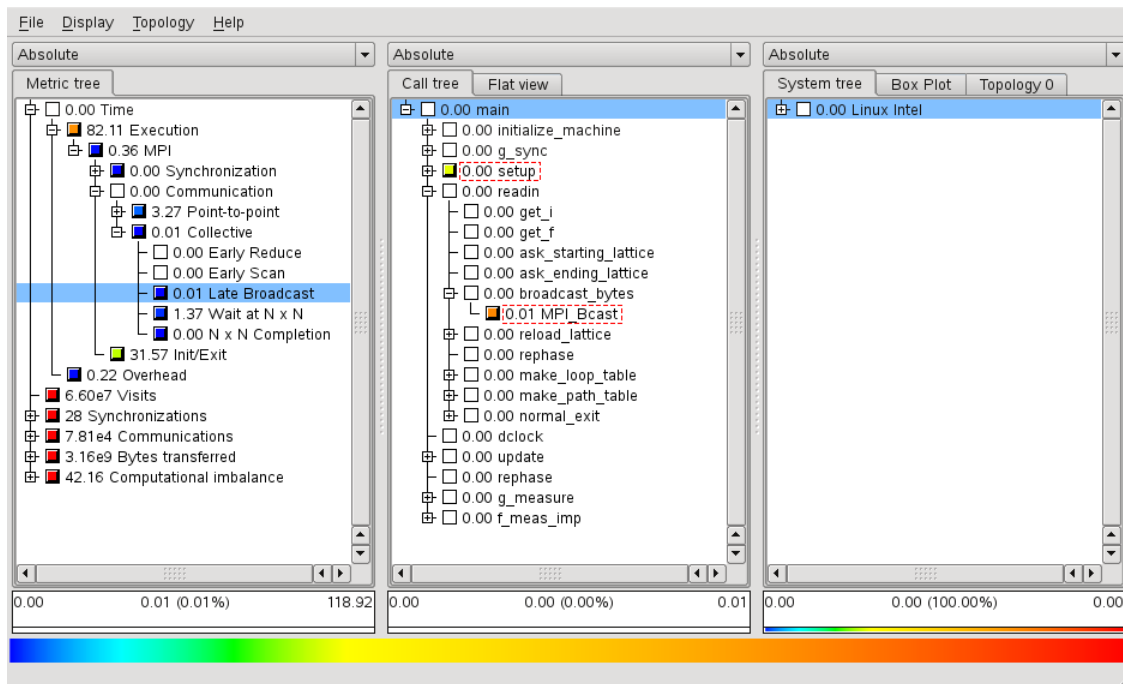 File Display Topology Help
Absolute
Metric tree
0.00 Time
82.11 Execution
0.36 MPI
0.00 Synchronization
0.00 Communication
3.27 Point-to-point
0.01 Collective
0.00 Early Reduce
0.00 Early Scan
0.01 Late Broadcast
1.37 Wait at N x N
0.00 N x N Completion
31.57 Init/Exit
0.22 Overhead
6.60e7 Visits
28 Synchronizations
7.81e4 Communications
3.16e9 Bytes transferred
42.16 Computational imbalance
0.00 0.01 (0.01%) 118.92
Absolute
Call tree Flat view
0.00 main
0.00 initialize_machine
0.00 g_sync
0.00 setup
0.00 readin
0.00 get_i
0.00 get_f
0.00 ask_starting_lattice
0.00 ask_ending_lattice
0.00 broadcast_bytes
0.01 MPI_Bcast
0.00 reload_lattice
0.00 rephase
0.00 make_loop_table
0.00 make_path_table
0.00 normal_exit
0.00 dclock
0.00 update
0.00 rephase
0.00 g_measure
0.00 f_meas_imp
0.00 0.00 (0.00%) 0.01
Absolute
System tree Box Plot Topology 0
0.00 Linux Intel
0.00 0.00 (100.00%) 0.00